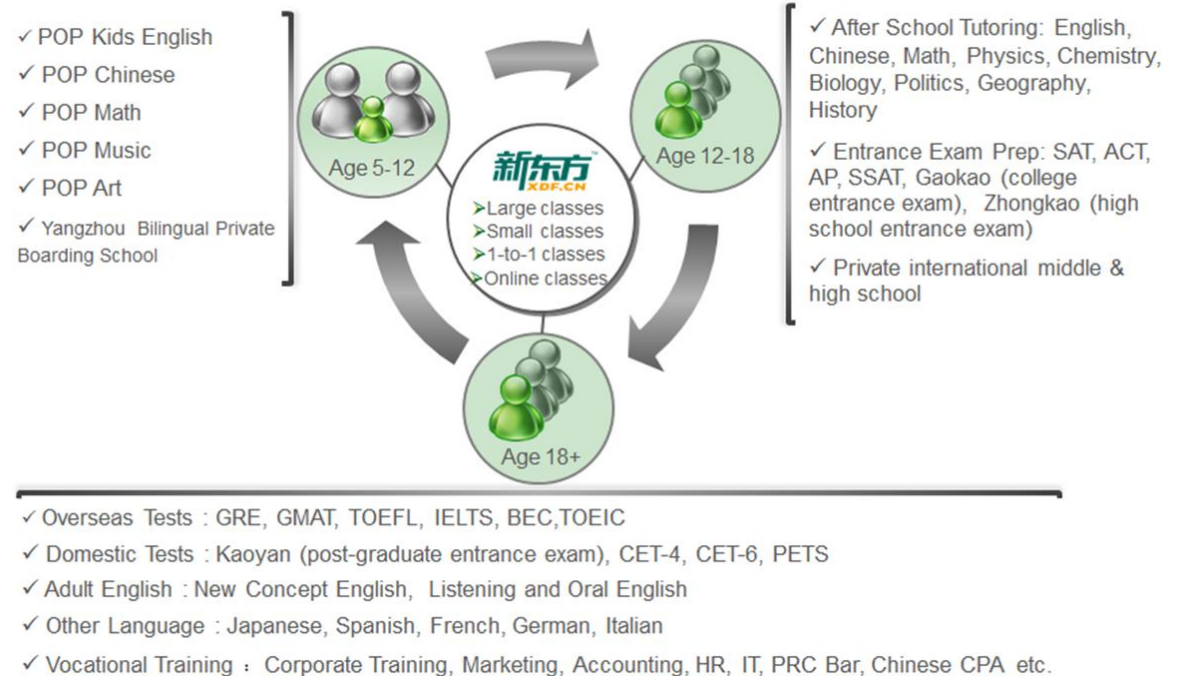 ✓ POP Kids English
✓ POP Chinese
✓ POP Math
✓ POP Music
✓ POP Art
✓ Yangzhou Bilingual Private
Boarding School
Age 5-12
新东方™
XDF.CN
➢Large classes
➢Small classes
➢1-to-1 classes
➢Online classes
Age 12-18
✓ After School Tutoring: English,
Chinese, Math, Physics, Chemistry,
Biology, Politics, Geography,
History
✓ Entrance Exam Prep: SAT, ACT,
AP, SSAT, Gaokao (college
entrance exam), Zhongkao (high
school entrance exam)
✓ Private international middle &
high school
Age 18+
✓ Overseas Tests : GRE, GMAT, TOEFL, IELTS, BEC,TOEIC
✓ Domestic Tests : Kaoyan (post-graduate entrance exam), CET-4, CET-6, PETS
✓ Adult English : New Concept English, Listening and Oral English
✓ Other Language : Japanese, Spanish, French, German, Italian
✓ Vocational Training ：Corporate Training, Marketing, Accounting, HR, IT, PRC Bar, Chinese CPA etc.